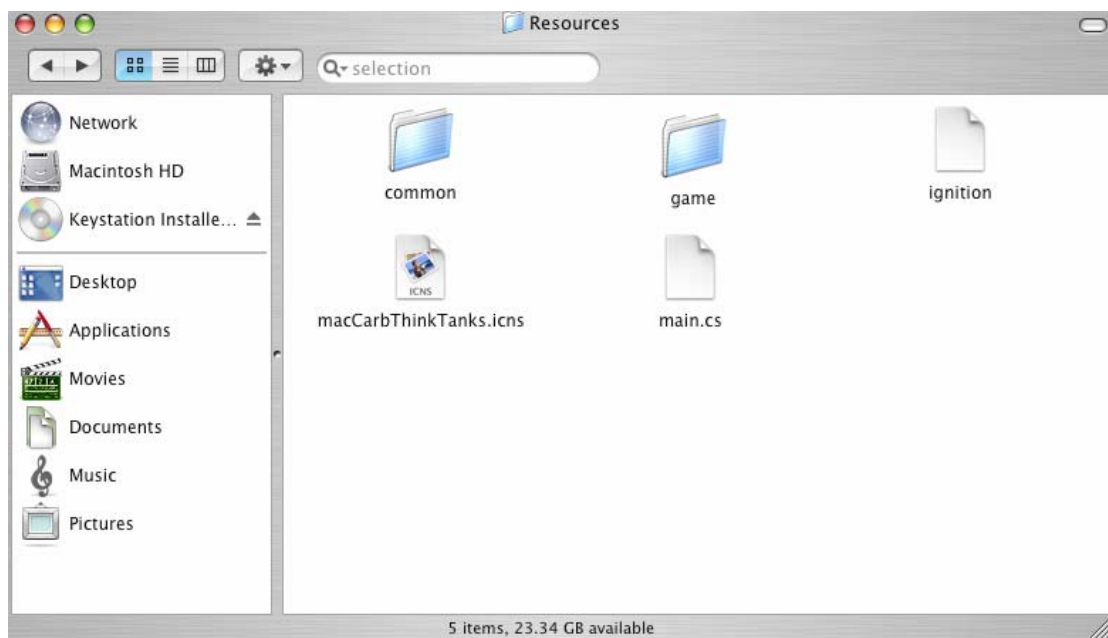 Resources
selection
Network
Macintosh HD
Keystation Installe...
Desktop
Applications
Movies
Documents
Music
Pictures
common
game
ignition
ICNS
macCarbThinkTanks.icns
main.cs
5 items, 23.34 GB available